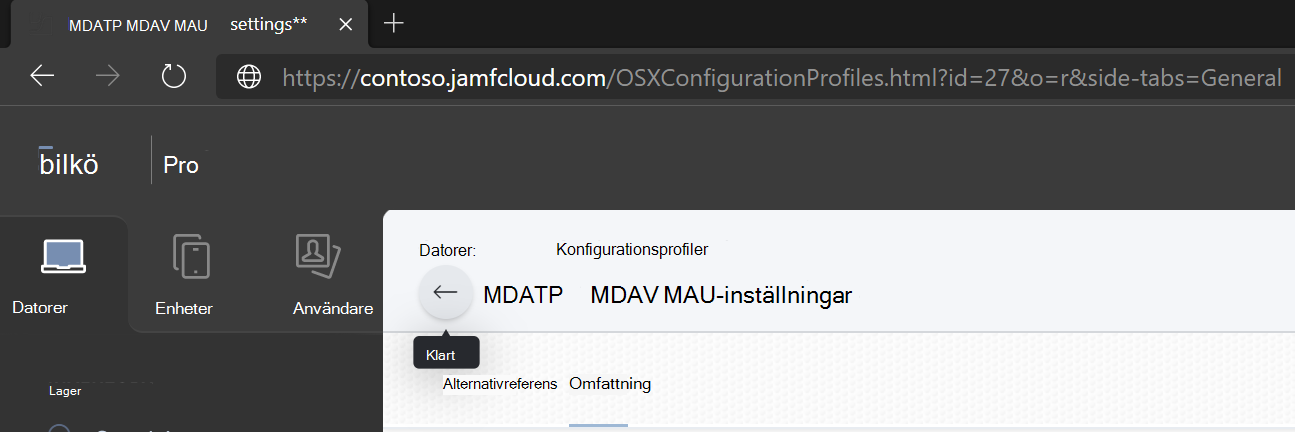 MDATP MDAV MAU settings**
https://contoso.jamfcloud.com/OSXConfigurationProfiles.html?id=27&o=r&side-tabs=General
bilkö Pro
Datorer: Konfigurationsprofiler
MDATP MDAV MAU-inställningar
Datorer Enheter Användare
Klart
Alternativreferens Omfattning
Lager